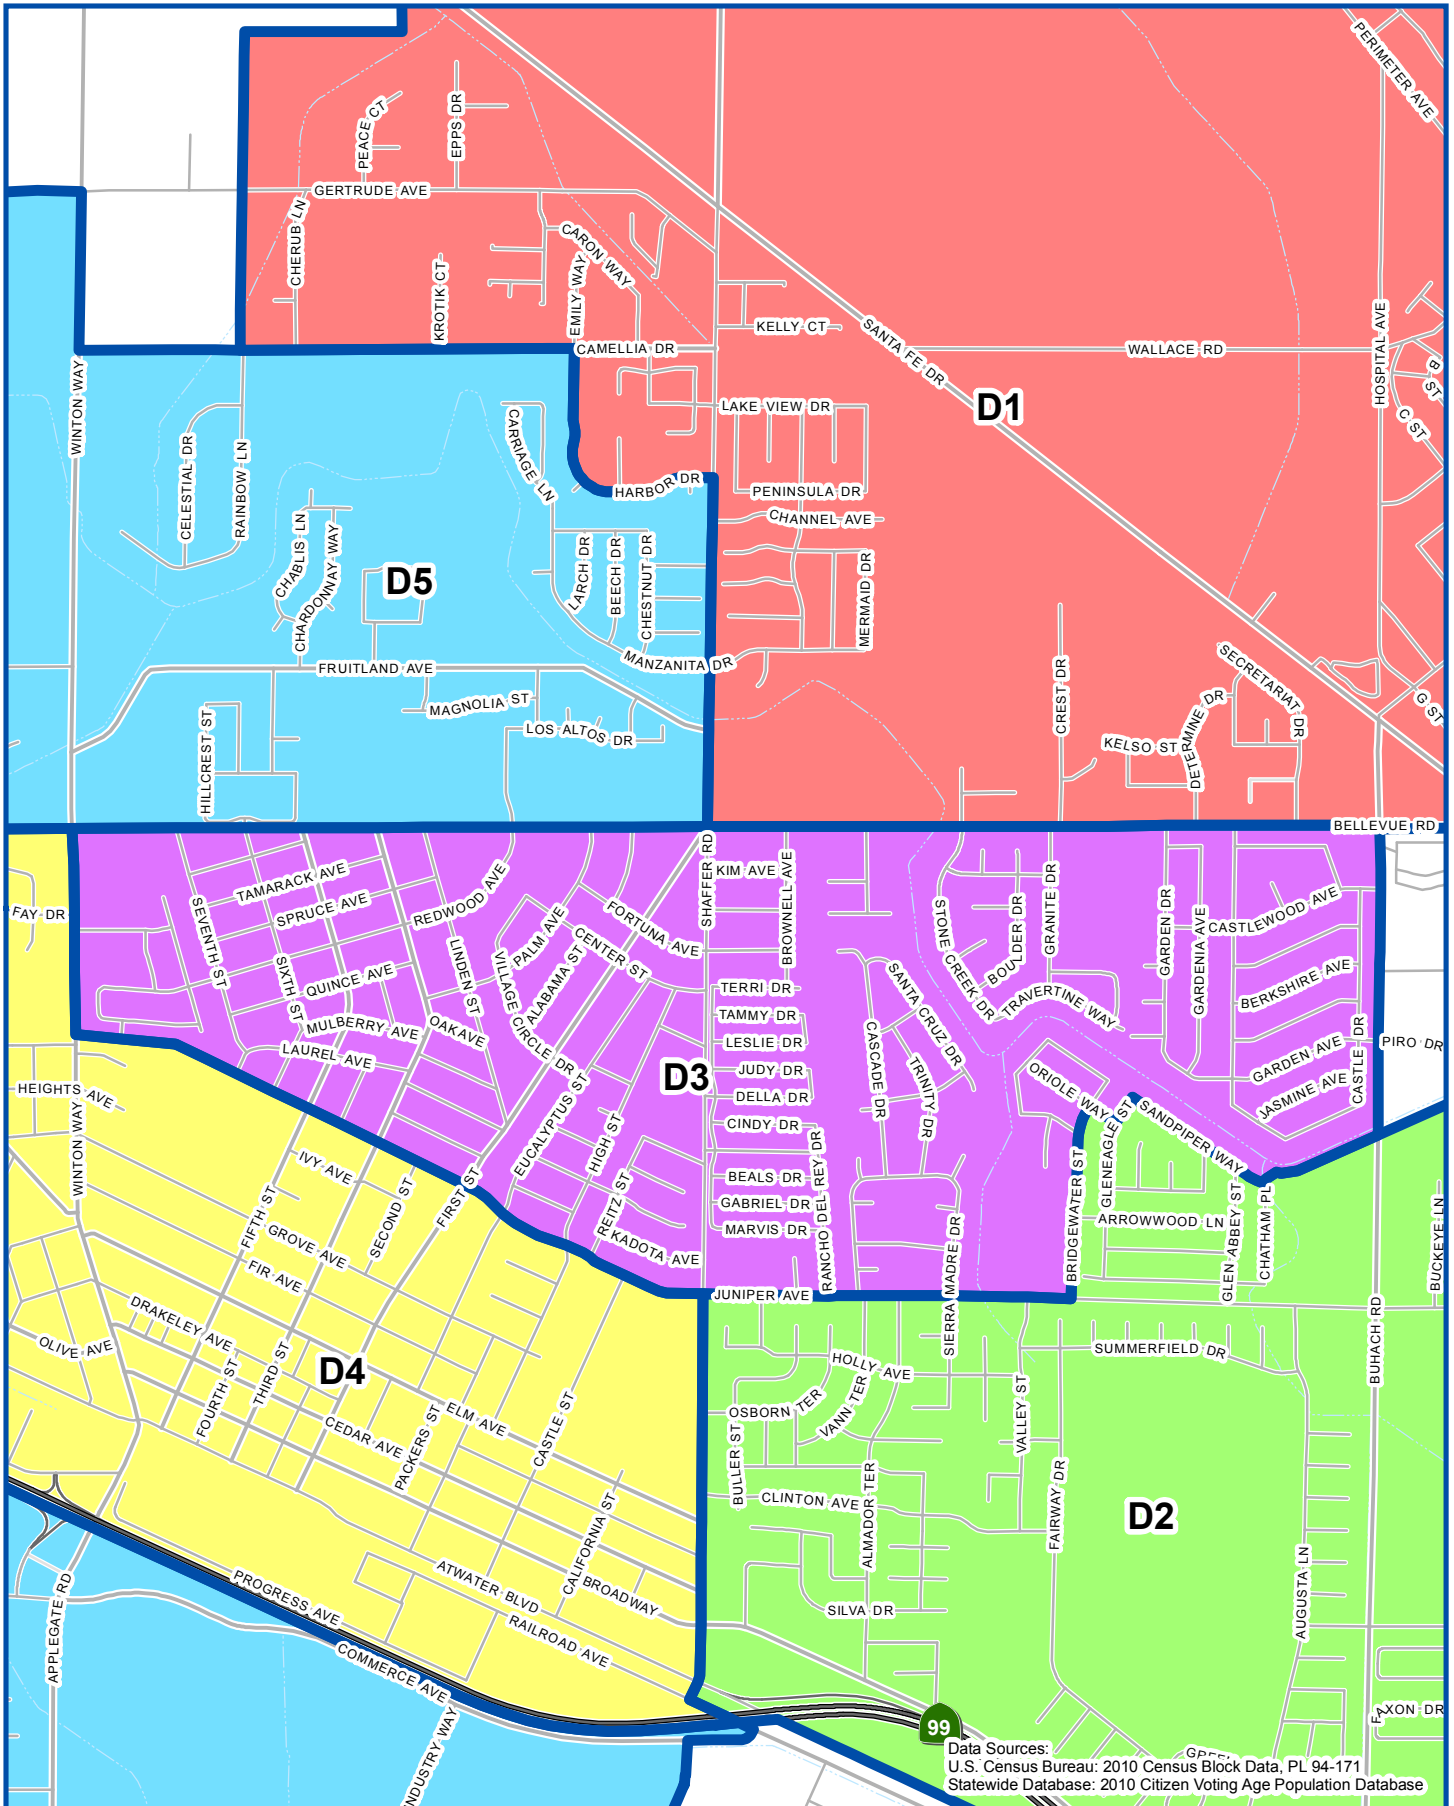 PERIMETER AVE
PEACE CT
EPPS DR
GERTRUDE AVE
CHERUB LN
CARON WAY
EMILY WAY
KROTIK CT
KELLY CT
SANTA FE DR
HOSPITAL AVE
CAMELLIA DR
WALLACE RD
B ST
WINTON WAY
D1
LAKE VIEW DR
C ST
CARRIAGE LN
CELESTIAL DR
RAINBOW LN
HARBOR DR
PENINSULA DR
CHANNEL AVE
CHABLIS LN
CHARDONNAY WAY
D5
LARCH DR
BEECH DR
CHESTNUT DR
MERMAID DR
FRUITLAND AVE
MANZANITA DR
SECRETARIAT DR
CREST DR
MAGNOLIA ST
DETERMINE DR
G ST
HILLCREST ST
LOS ALTOS DR
KELSO ST
BELLEVUE RD
SHAFFER RD
KIM AVE
BROWNELL AVE
TAMARACK AVE
REDWOOD AVE
FAY DR
SEVENTH ST
SPRUCE AVE
PALM AVE
FORTUNA AVE
STONE CREEK DR
BOULDER DR
GRANITE DR
GARDEN DR
GARDENIA AVE
CASTLEWOOD AVE
LINDEN ST
CENTER ST
SIXTH ST
QUINCE AVE
VILLAGE CIRCLE DR
ALABAMA ST
TERRI DR
SANTA CRUZ DR
TRAVERTINE WAY
BERKSHIRE AVE
MULBERRY AVE
OAK AVE
TAMMY DR
LAUREL AVE
LESLIE DR
CASCADE DR
GARDEN AVE
CASTLE DR
PIRO DR
D3
JUDY DR
TRINITY DR
ORIOLE WAY
HEIGHTS AVE
DELLA DR
JASMINE AVE
EUCALYPTUS ST
HIGH ST
CINDY DR
GLENEAGLE ST
SANDPIPER WAY
WINTON WAY
IVY AVE
FIRST ST
REITZ ST
BEALS DR
RANCHO DEL REY DR
BRIDGEWATER ST
FIFTH ST
SECOND ST
GABRIEL DR
ARROWWOOD LN
GLEN ABBEY ST
CHATHAM PL
BUCKEYE LN
GROVE AVE
KADOTA AVE
MARVIS DR
SIERRA MADRE DR
FIR AVE
JUNIPER AVE
DRAKELEY AVE
OLIVE AVE
D4
HOLLY AVE
SUMMERFIELD DR
BUHACH RD
FOURTH ST
THIRD ST
ELM AVE
CEDAR AVE
PACKERS ST
CASTLE ST
OSBORN TER
VANN TER
VALLEY ST
BULLER ST
CLINTON AVE
ALMADOR TER
FAIRWAY DR
D2
CALIFORNIA ST
APPLEGATE RD
PROGRESS AVE
ATWATER BLVD
BROADWAY
SILVA DR
AUGUSTA LN
RAILROAD AVE
COMMERCE AVE
INDUSTRY WAY
99
FAXON DR
Data Sources:
U.S. Census Bureau: 2010 Census Block Data, PL 94-171
Statewide Database: 2010 Citizen Voting Age Population Database